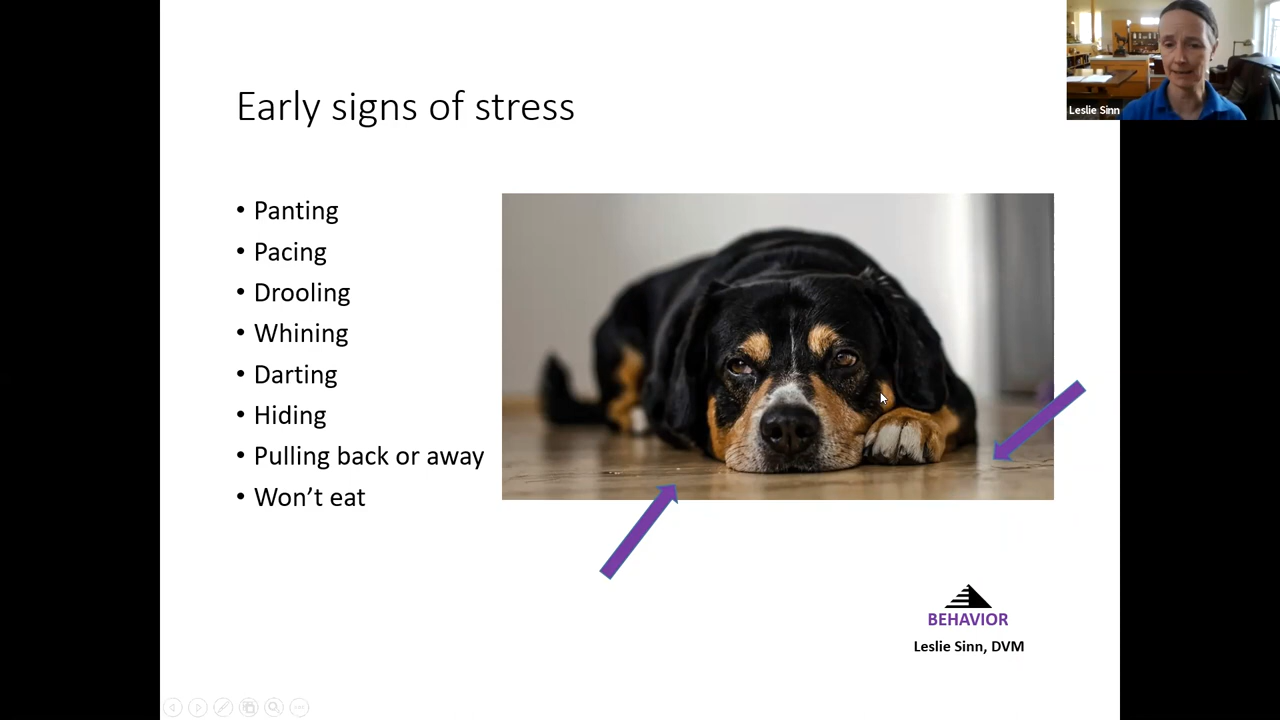 Leslie Sinn
Early signs of stress
• Panting
• Pacing
• Drooling
• Whining
• Darting
• Hiding
• Pulling back or away
• Won’t eat
BEHAVIOR
Leslie Sinn, DVM